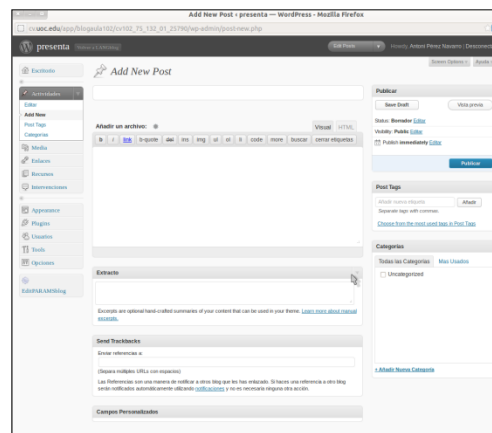 Add New Post ‹ presenta — WordPress - Mozilla Firefox
cv.uoc.edu/app/blogaula102/cv102_75_132_01_25790/wp-admin/post-new.php
presenta
Edit Posts
Howdy, Antoni Pérez Navarro | Desconectar
Screen Options
Ayuda
Escritorio
Actividades
Editar
Add New
Post Tags
Categorías
Media
Enlaces
Recursos
Intervenciones
Appearance
Plugins
Usuarios
Tools
Opciones
EditPARAMSblog
Add New Post
Añadir un archivo:
Visual HTML
b i link b-quote del ins img ul ol li code more buscar cerrar etiquetas
Extracto
Excerpts are optional hand-crafted summaries of your content that can be used in your theme. Learn more about manual
excerpts.
Send Trackbacks
Enviar referencias a:
(Separa múltiples URLs con espacios)
Las Referencias son una manera de notificar a otros blog que les has enlazado. Si haces una referencia a otro blog
serán notificados automáticamente utilizando notificaciones y no es necesaria ninguna otra acción.
Campos Personalizados
Publicar
Save Draft Vista previa
Status: Borrador Editar
Visibility: Public Editar
Publish immediately Editar
Publicar
Post Tags
Añadir nueva etiqueta Añadir
Separate tags with commas.
Choose from the most used tags in Post Tags
Categorías
Todas las Categorías Mas Usados
Uncategorized
+ Añadir Nueva Categoría